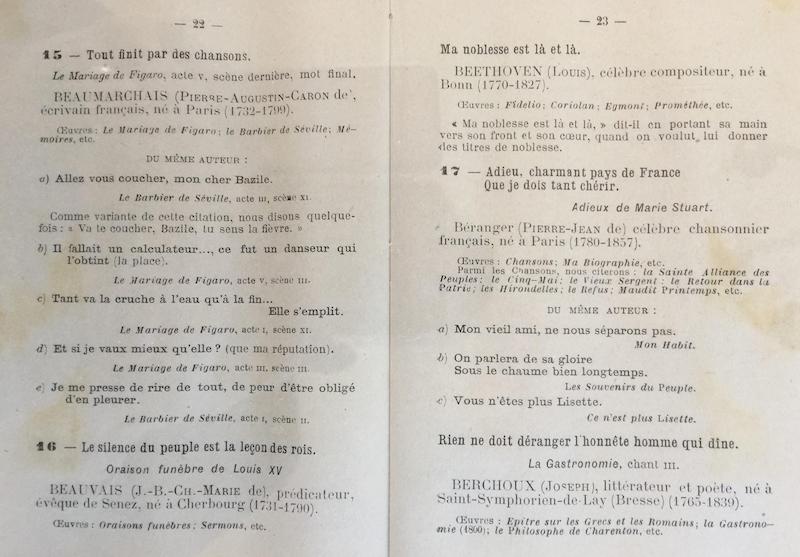 — 22 —
15 — Tout finit par des chansons.
Le Mariage de Figaro, acte v, scène dernière, mot final.
BEAUMARCHAIS (Pierre-Augustin-Caron de),
écrivain français, né à Paris (1732-1799).
Œuvres : Le Mariage de Figaro; le Barbier de Séville; Mé-
moires, etc.
DU MÊME AUTEUR :
a) Allez vous coucher, mon cher Bazile.
Le Barbier de Séville, acte III, scène XI.
Comme variante de cette citation, nous disons quelque-
fois : « Va te coucher, Bazile, tu sens la fièvre. »
b) Il fallait un calculateur..., ce fut un danseur qui
l'obtint (la place).
Le Mariage de Figaro, acte V, scène III.
c) Tant va la cruche à l'eau qu'à la fin...
Elle s'emplit.
Le Mariage de Figaro, acte I, scène XI.
d) Et si je vaux mieux qu'elle ? (que ma réputation).
Le Mariage de Figaro, acte III. scène III.
e) Je me presse de rire de tout, de peur d'être obligé
d'en pleurer.
Le Barbier de Séville, acte I, scène II.
16 — Le silence du peuple est la leçon des rois.
Oraison funèbre de Louis XV
BEAUVAIS (J.-B.-Ch.-Marie de), prédicateur,
évêque de Senez, né à Cherbourg (1731-1790).
Œuvres : Oraisons funèbres; Sermons, etc.
— 23 —
Ma noblesse est là et là.
BEETHOVEN (Louis), célèbre compositeur, né à
Bonn (1770-1827).
Œuvres : Fidelio; Coriolan; Egmont; Prométhée, etc.
« Ma noblesse est là et là, » dit-il en portant sa main
vers son front et son cœur, quand on voulut lui donner
des titres de noblesse.
17 — Adieu, charmant pays de France
Que je dois tant chérir.
Adieux de Marie Stuart.
Béranger (Pierre-Jean de) célèbre chansonnier
français, né à Paris (1780-1857).
Œuvres : Chansons; Ma Biographie, etc.
Parmi les Chansons, nous citerons : la Sainte Alliance des
Peuples; le Cinq-Mai; le Vieux Sergent : le Retour dans la
Patrie; les Hirondelles; le Refus; Maudit Printemps, etc.
DU MÊME AUTEUR :
a) Mon vieil ami, ne nous séparons pas.
Mon Habit.
b) On parlera de sa gloire
Sous le chaume bien longtemps.
Les Souvenirs du Peuple.
c) Vous n'êtes plus Lisette.
Ce n'est plus Lisette.
Rien ne doit déranger l'honnête homme qui dîne.
La Gastronomie, chant III.
BERCHOUX (Joseph), littérateur et poète, né à
Saint-Symphorien-de-Lay (Bresse) (1765-1839).
Œuvres : Epitre sur les Grecs et les Romains; la Gastrono-
mie (1800); le Philosophe de Charenton, etc.